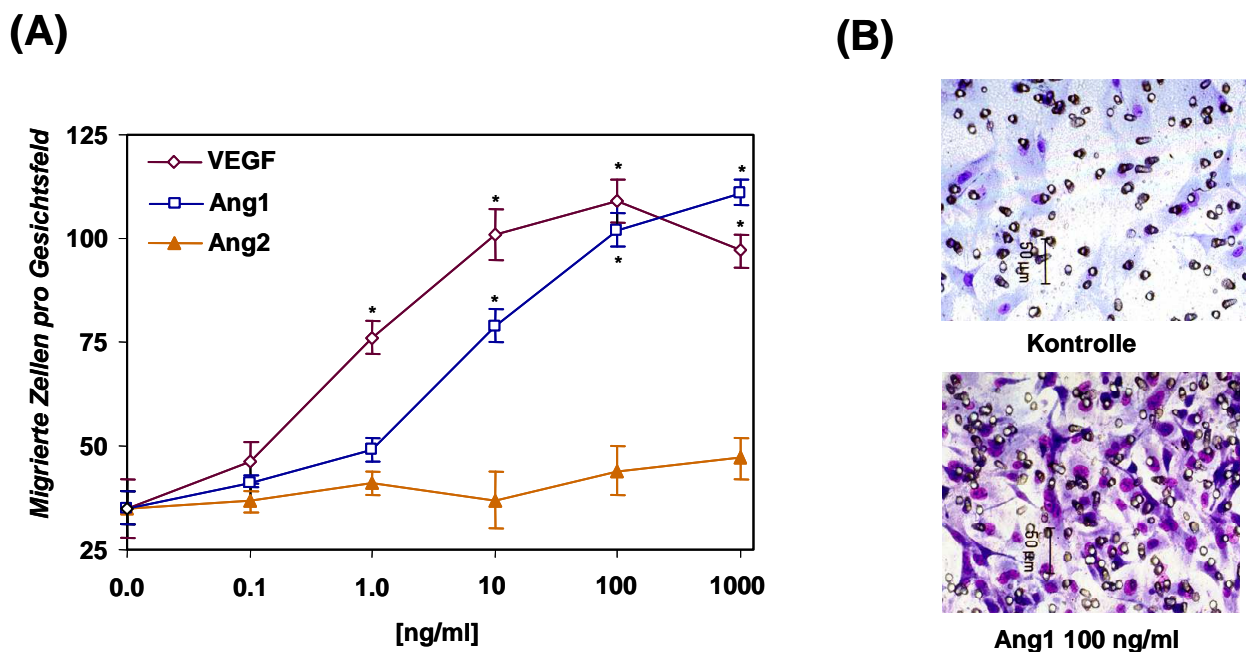 (A)
(B)
Migrierte Zellen pro Gesichtsfeld
125
100
75
50
25
VEGF
Ang1
Ang2
*
*
*
*
*
*
*
0.0 0.1 1.0 10 100 1000
[ng/ml]
50 µm
Kontrolle
50 µm
Ang1 100 ng/ml